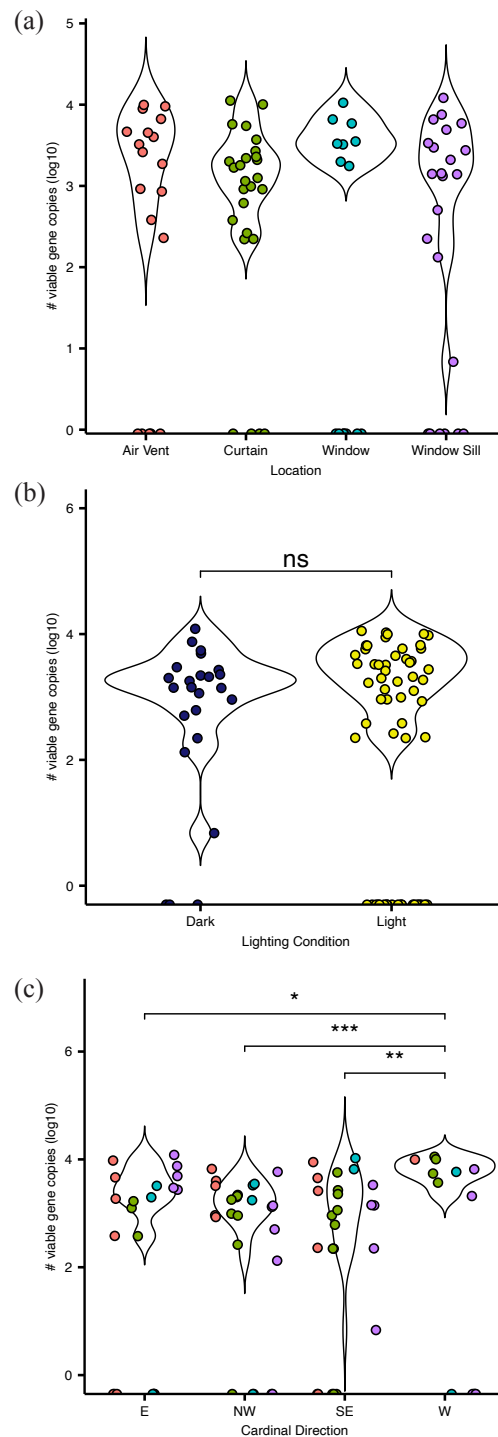 (a)
# viable gene copies (log10)
5
4
3
2
1
0
Air Vent Curtain Window Window Sill
Location
(b)
# viable gene copies (log10)
6
ns
4
2
0
Dark Light
Lighting Condition
(c)
# viable gene copies (log10)
*
***
**
6
4
2
0
E NW SE W
Cardinal Direction